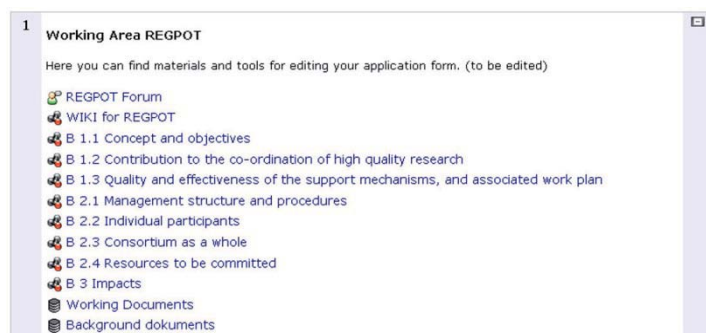 1
Working Area REGPOT
Here you can find materials and tools for editing your application form. (to be edited)
REGPOT Forum
WIKI for REGPOT
B 1.1 Concept and objectives
B 1.2 Contribution to the co-ordination of high quality research
B 1.3 Quality and effectiveness of the support mechanisms, and associated work plan
B 2.1 Management structure and procedures
B 2.2 Individual participants
B 2.3 Consortium as a whole
B 2.4 Resources to be committed
B 3 Impacts
Working Documents
Background dokuments